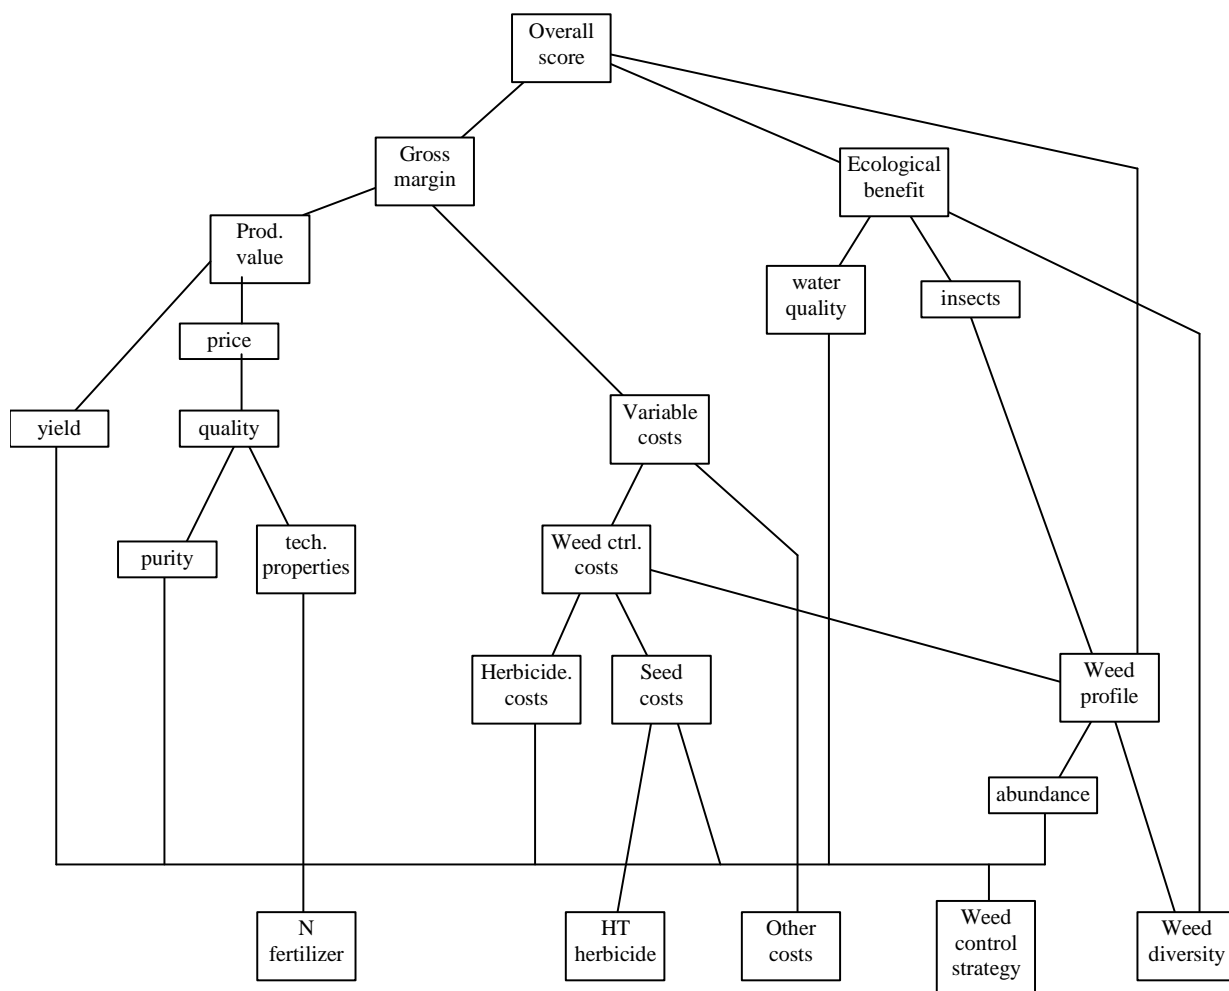 Overall
score
Gross
margin
Ecological
benefit
Prod.
value
water
quality
insects
price
yield
quality
Variable
costs
purity
tech.
properties
Weed ctrl.
costs
Herbicide.
costs
Seed
costs
Weed
profile
abundance
N
fertilizer
HT
herbicide
Other
costs
Weed
control
strategy
Weed
diversity